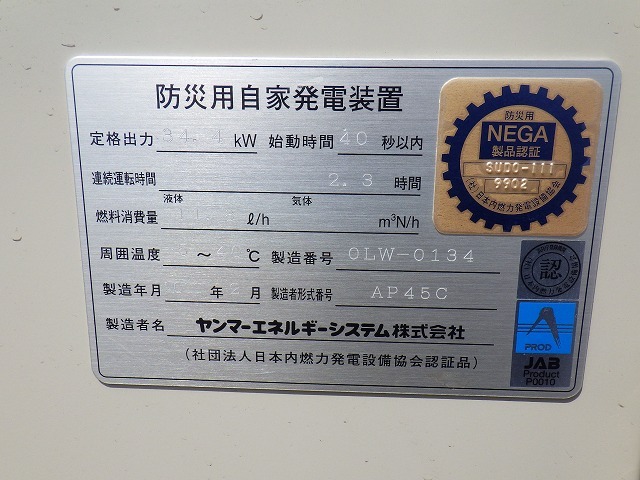 防災用自家発電装置
定格出力 34.4 kW 始動時間 40 秒以内
連続運転時間 2.3 時間
液体 気体
燃料消費量 ℓ/h m³N/h
周囲温度 ～ 40 ℃ 製造番号 OLW-0134
製造年月 年 2 月 製造者形式番号 AP45C
製造者名 ヤンマーエネルギーシステム株式会社
(社団法人日本内燃力発電設備協会認証品)
防災用
NEGA
製品認証
SUDO-111
9902
(社)日本内燃力発電設備協会
認
PROD
JAB
Product
P0010